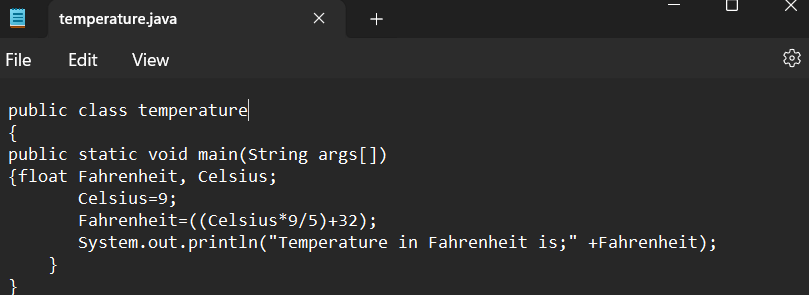 temperature.java
File Edit View
public class temperature
{
public static void main(String args[])
{float Fahrenheit, Celsius;
Celsius=9;
Fahrenheit=((Celsius*9/5)+32);
System.out.println("Temperature in Fahrenheit is;" +Fahrenheit);
}
}